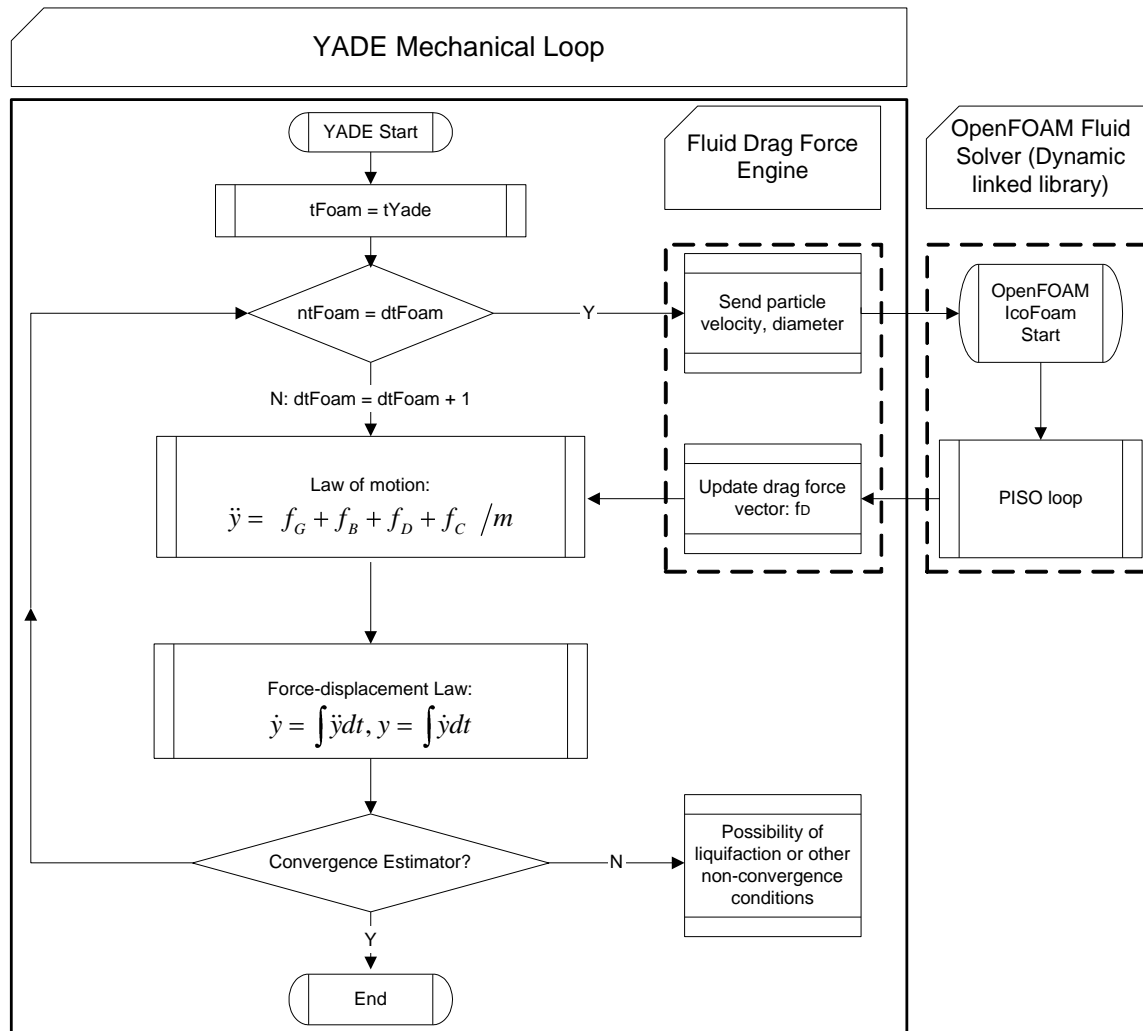 YADE Mechanical Loop
YADE Start
Fluid Drag Force
Engine
OpenFOAM Fluid
Solver (Dynamic
linked library)
tFoam = tYade
ntFoam = dtFoam
Y
Send particle
velocity, diameter
OpenFOAM
IcoFoam
Start
N: dtFoam = dtFoam + 1
Law of motion:
ÿ = f_G + f_B + f_D + f_C /m
Update drag force
vector: fD
PISO loop
Force-displacement Law:
ẏ = ∫ ÿdt, y = ∫ ẏdt
Convergence Estimator?
N
Possibility of
liquifaction or other
non-convergence
conditions
Y
End